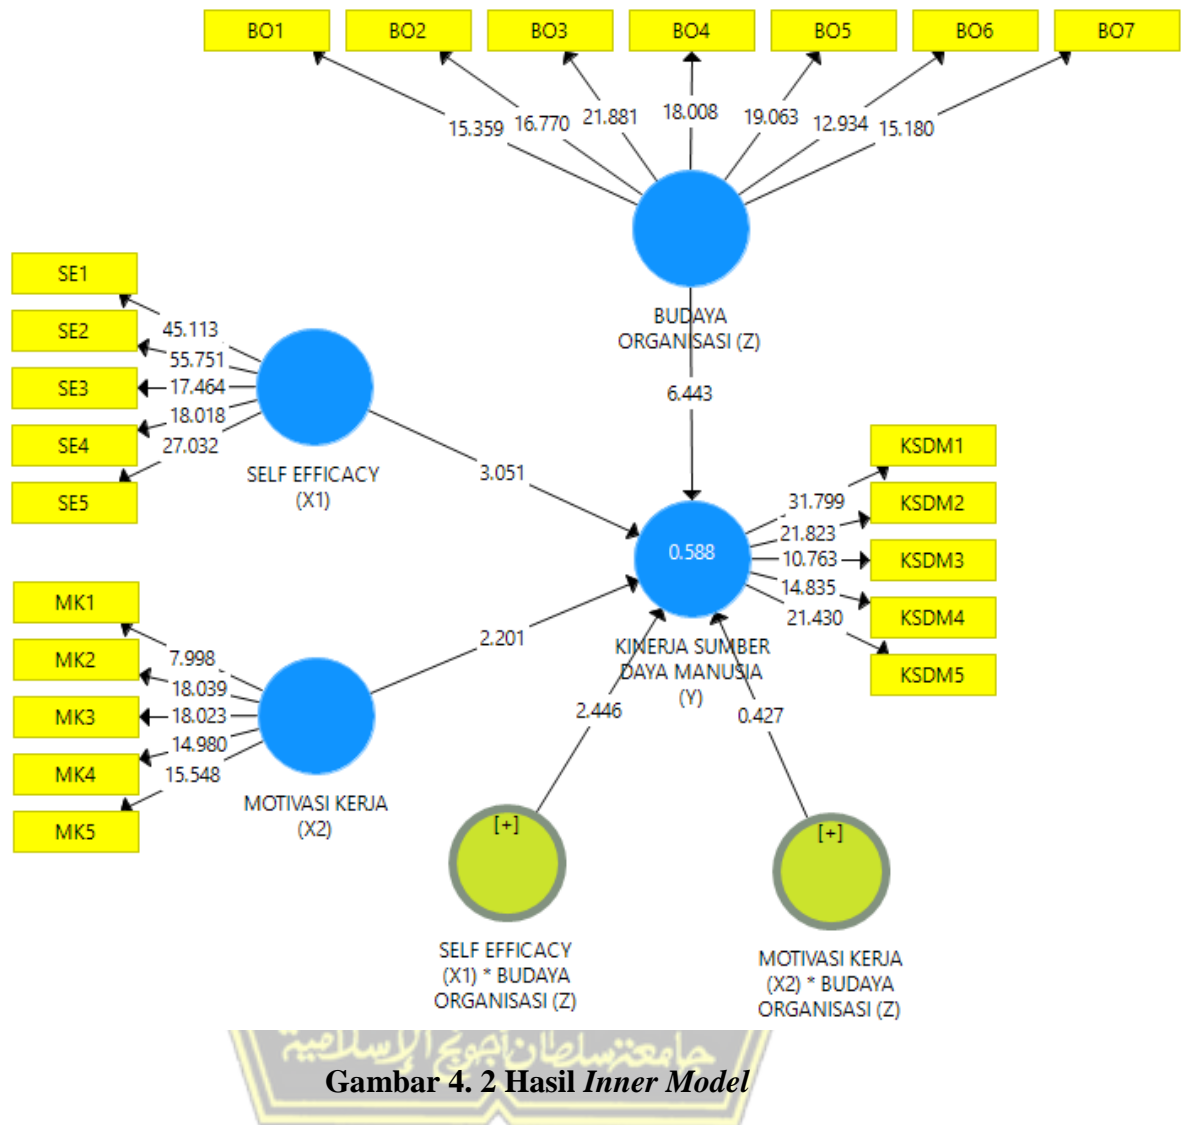 BO1 BO2 BO3 BO4 BO5 BO6 BO7
15.359 16.770 21.881 18.008 19.063 12.934 15.180
BUDAYA
ORGANISASI (Z)
6.443
SE1
SE2
SE3
SE4
SE5
45.113
55.751
17.464
18.018
27.032
SELF EFFICACY
(X1)
3.051
MK1
MK2
MK3
MK4
MK5
7.998
18.039
18.023
14.980
15.548
MOTIVASI KERJA
(X2)
2.201
0.588
KINERJA SUMBER
DAYA MANUSIA
(Y)
31.799
21.823
10.763
14.835
21.430
KSDM1
KSDM2
KSDM3
KSDM4
KSDM5
2.446
0.427
[+]
SELF EFFICACY
(X1) * BUDAYA
ORGANISASI (Z)
[+]
MOTIVASI KERJA
(X2) * BUDAYA
ORGANISASI (Z)
جامعتسلطان أجونج الإسلامية
Gambar 4. 2 Hasil Inner Model